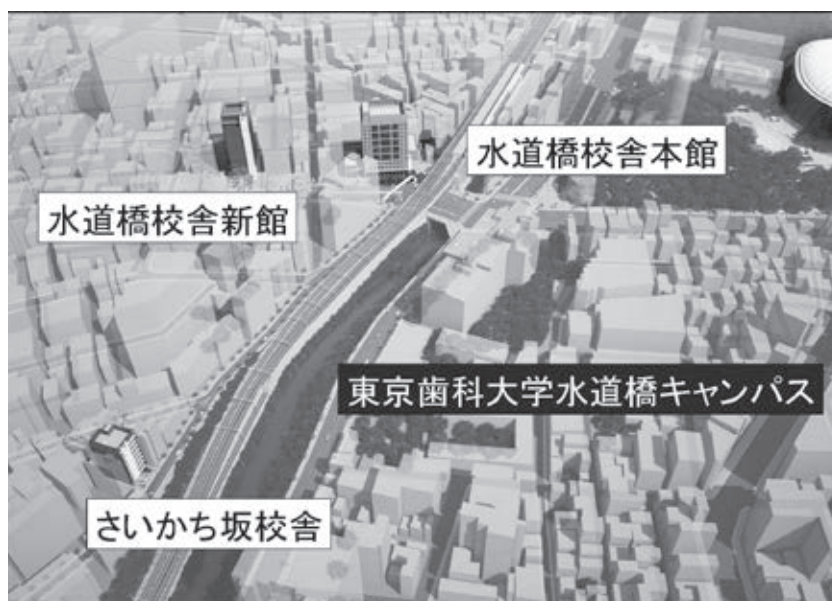 水道橋校舎本館
水道橋校舎新館
東京歯科大学水道橋キャンパス
さいかち坂校舎